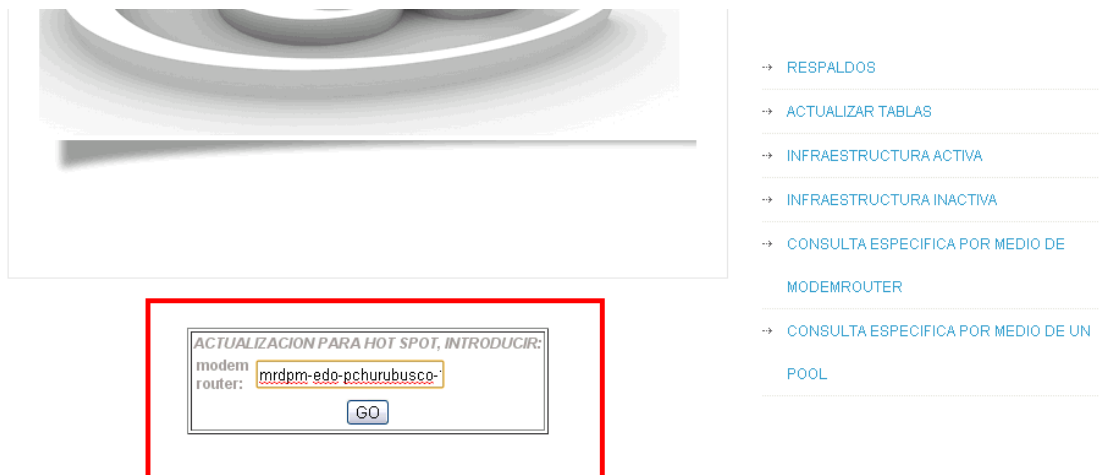 RESPALDOS
ACTUALIZAR TABLAS
INFRAESTRUCTURA ACTIVA
INFRAESTRUCTURA INACTIVA
CONSULTA ESPECIFICA POR MEDIO DE
MODEMROUTER
CONSULTA ESPECIFICA POR MEDIO DE UN
POOL
ACTUALIZACION PARA HOT SPOT, INTRODUCIR:
modem
router:
mrdpm-edo-pchurubusco-
GO